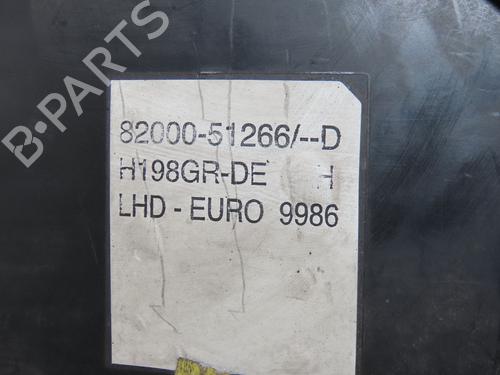 82000-51266/--D
H198GR-DE H
LHD - EURO 9986
B-PARTS